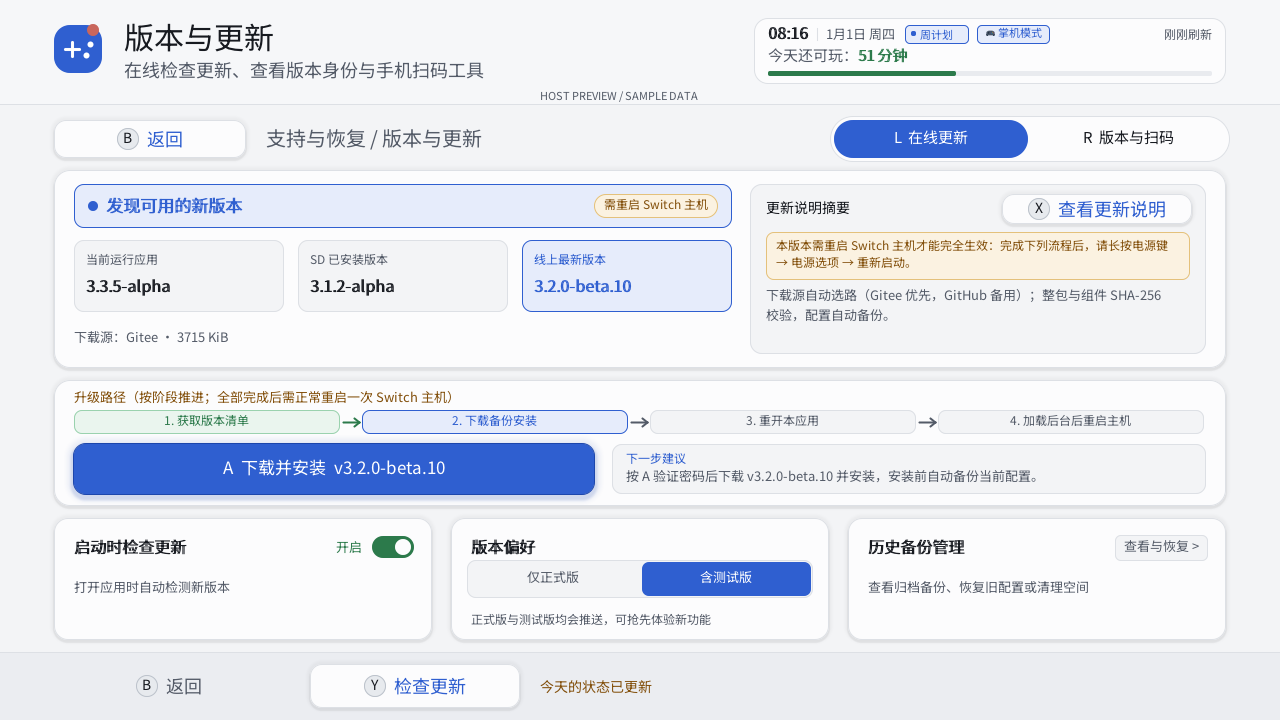 版本与更新
在线检查更新、查看版本身份与手机扫码工具
08:16 1月1日 周四 周计划 掌机模式 刚刚刷新
今天还可玩：51 分钟
HOST PREVIEW / SAMPLE DATA
B 返回
支持与恢复 / 版本与更新
L 在线更新
R 版本与扫码
发现可用的新版本
需重启 Switch 主机
当前运行应用
3.3.5-alpha
SD 已安装版本
3.1.2-alpha
线上最新版本
3.2.0-beta.10
下载源：Gitee · 3715 KiB
更新说明摘要
X 查看更新说明
本版本需重启 Switch 主机才能完全生效：完成下列流程后，请长按电源键
→ 电源选项 → 重新启动。
下载源自动选路（Gitee 优先，GitHub 备用）；整包与组件 SHA-256
校验，配置自动备份。
升级路径（按阶段推进；全部完成后需正常重启一次 Switch 主机）
1. 获取版本清单
2. 下载备份安装
3. 重开本应用
4. 加载后台后重启主机
A 下载并安装 v3.2.0-beta.10
下一步建议
按 A 验证密码后下载 v3.2.0-beta.10 并安装，安装前自动备份当前配置。
启动时检查更新
开启
打开应用时自动检测新版本
版本偏好
仅正式版
含测试版
正式版与测试版均会推送，可抢先体验新功能
历史备份管理
查看与恢复 >
查看归档备份、恢复旧配置或清理空间
B 返回
Y 检查更新
今天的状态已更新